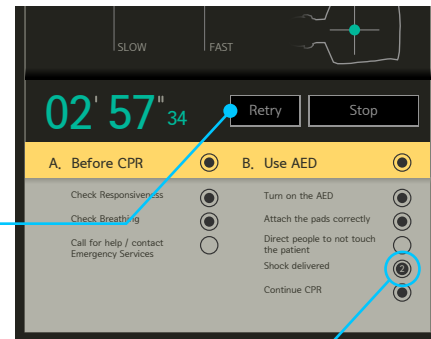 SLOW
FAST
02' 57" 34
Retry
Stop
A. Before CPR
B. Use AED
Check Responsiveness
Check Breathing
Call for help / contact
Emergency Services
Turn on the AED
Attach the pads correctly
Direct people to not touch
the patient
Shock delivered
2
Continue CPR